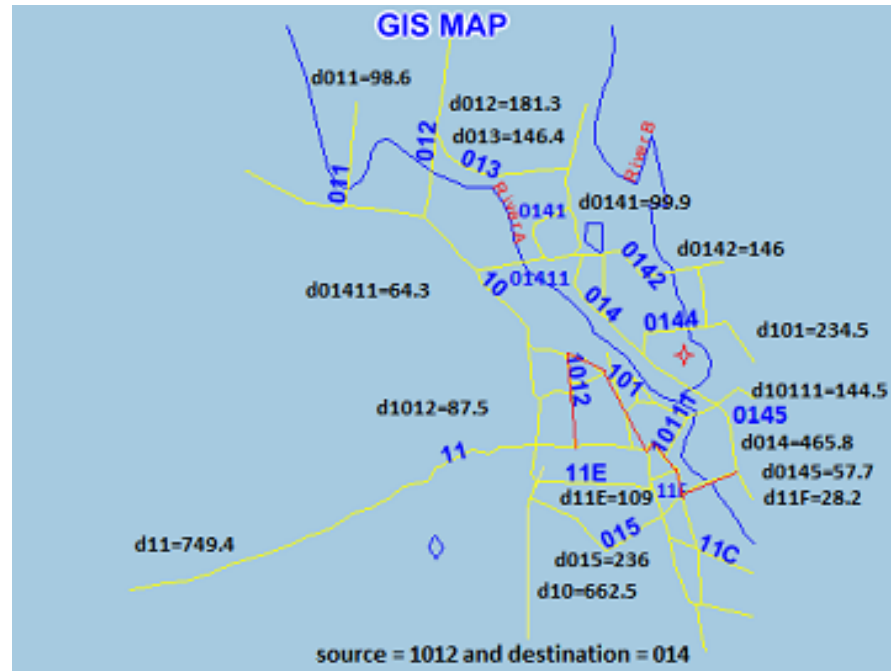 GIS MAP
d011=98.6
d012=181.3
d013=146.4
012
013
011
RiverA
RiverB
0141
d0141=99.9
0142
d0142=146
01411
10
014
d01411=64.3
0144
d101=234.5
1012
101
d10111=144.5
d1012=87.5
10111
0145
11
d014=465.8
11E
d0145=57.7
11F
d11E=109
d11F=28.2
015
11C
d11=749.4
d015=236
d10=662.5
source = 1012 and destination = 014